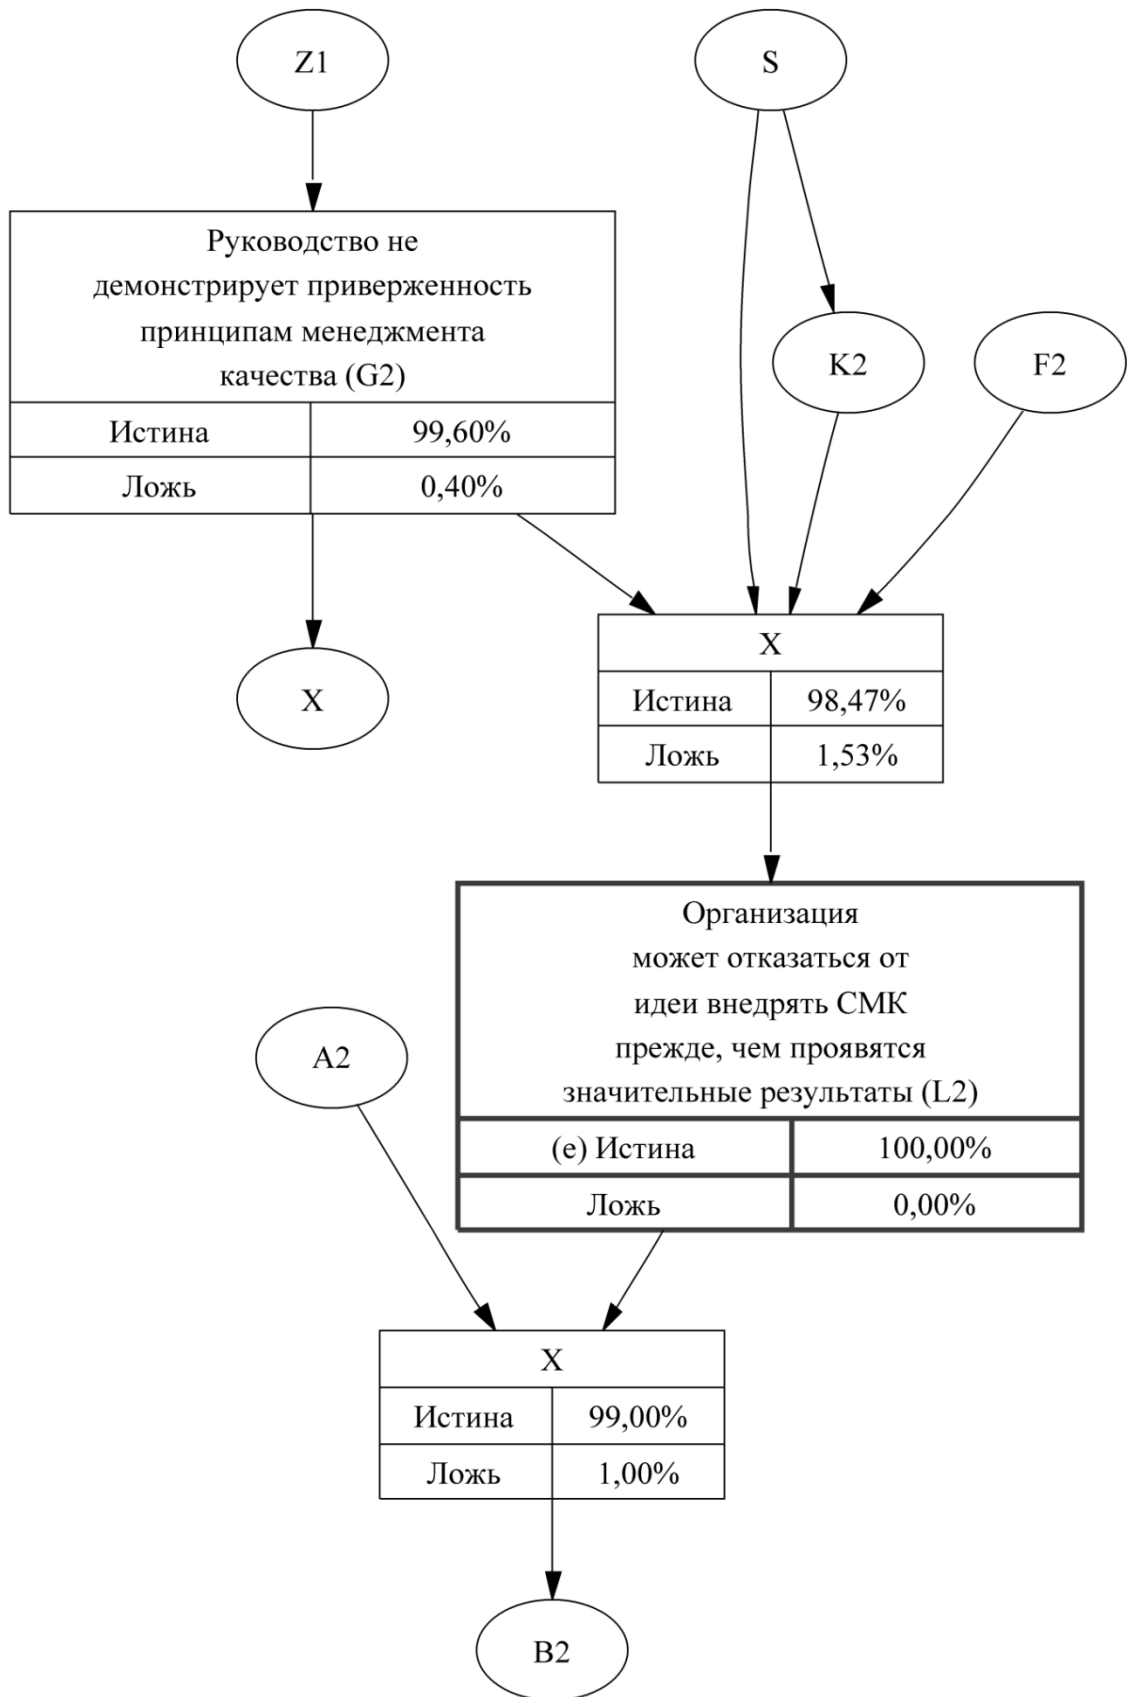 Z1
S
Руководство не
демонстрирует приверженность
принципам менеджмента
качества (G2)
Истина 99,60%
Ложь 0,40%
K2
F2
X
X
Истина 98,47%
Ложь 1,53%
Организация
может отказаться от
идеи внедрять СМК
прежде, чем проявятся
значительные результаты (L2)
(e) Истина 100,00%
Ложь 0,00%
A2
X
Истина 99,00%
Ложь 1,00%
B2